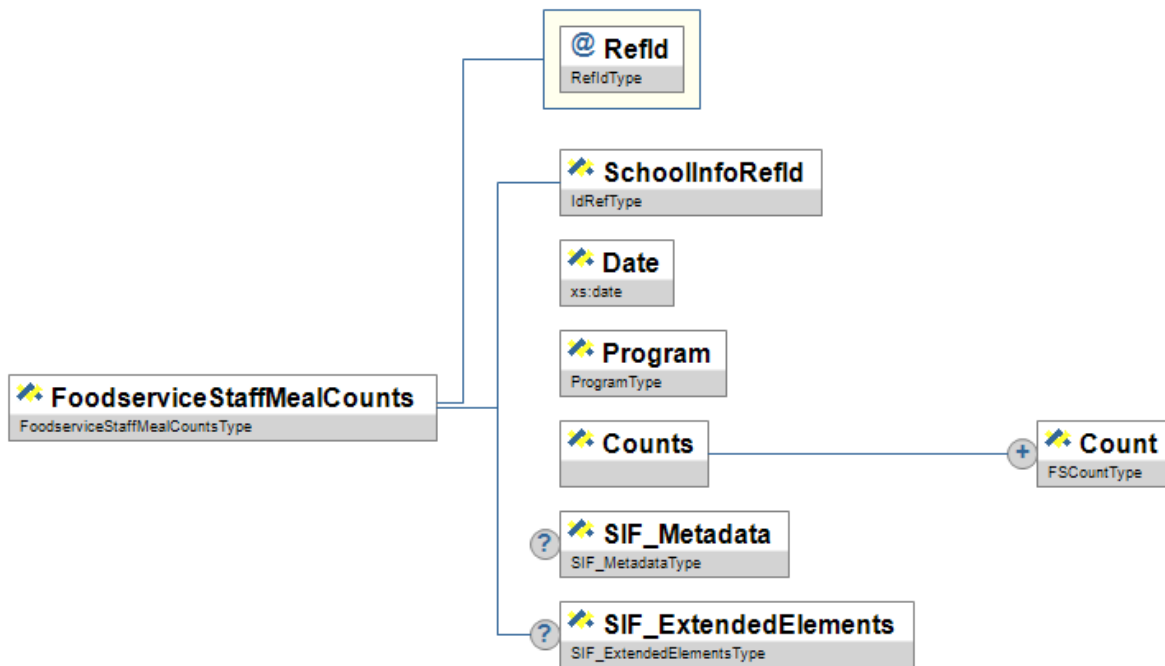 @ RefId
RefIdType
SchoolInfoRefId
IdRefType
Date
xs:date
Program
ProgramType
FoodserviceStaffMealCounts
FoodserviceStaffMealCountsType
Counts
+ Count
FSCountType
? SIF_Metadata
SIF_MetadataType
? SIF_ExtendedElements
SIF_ExtendedElementsType